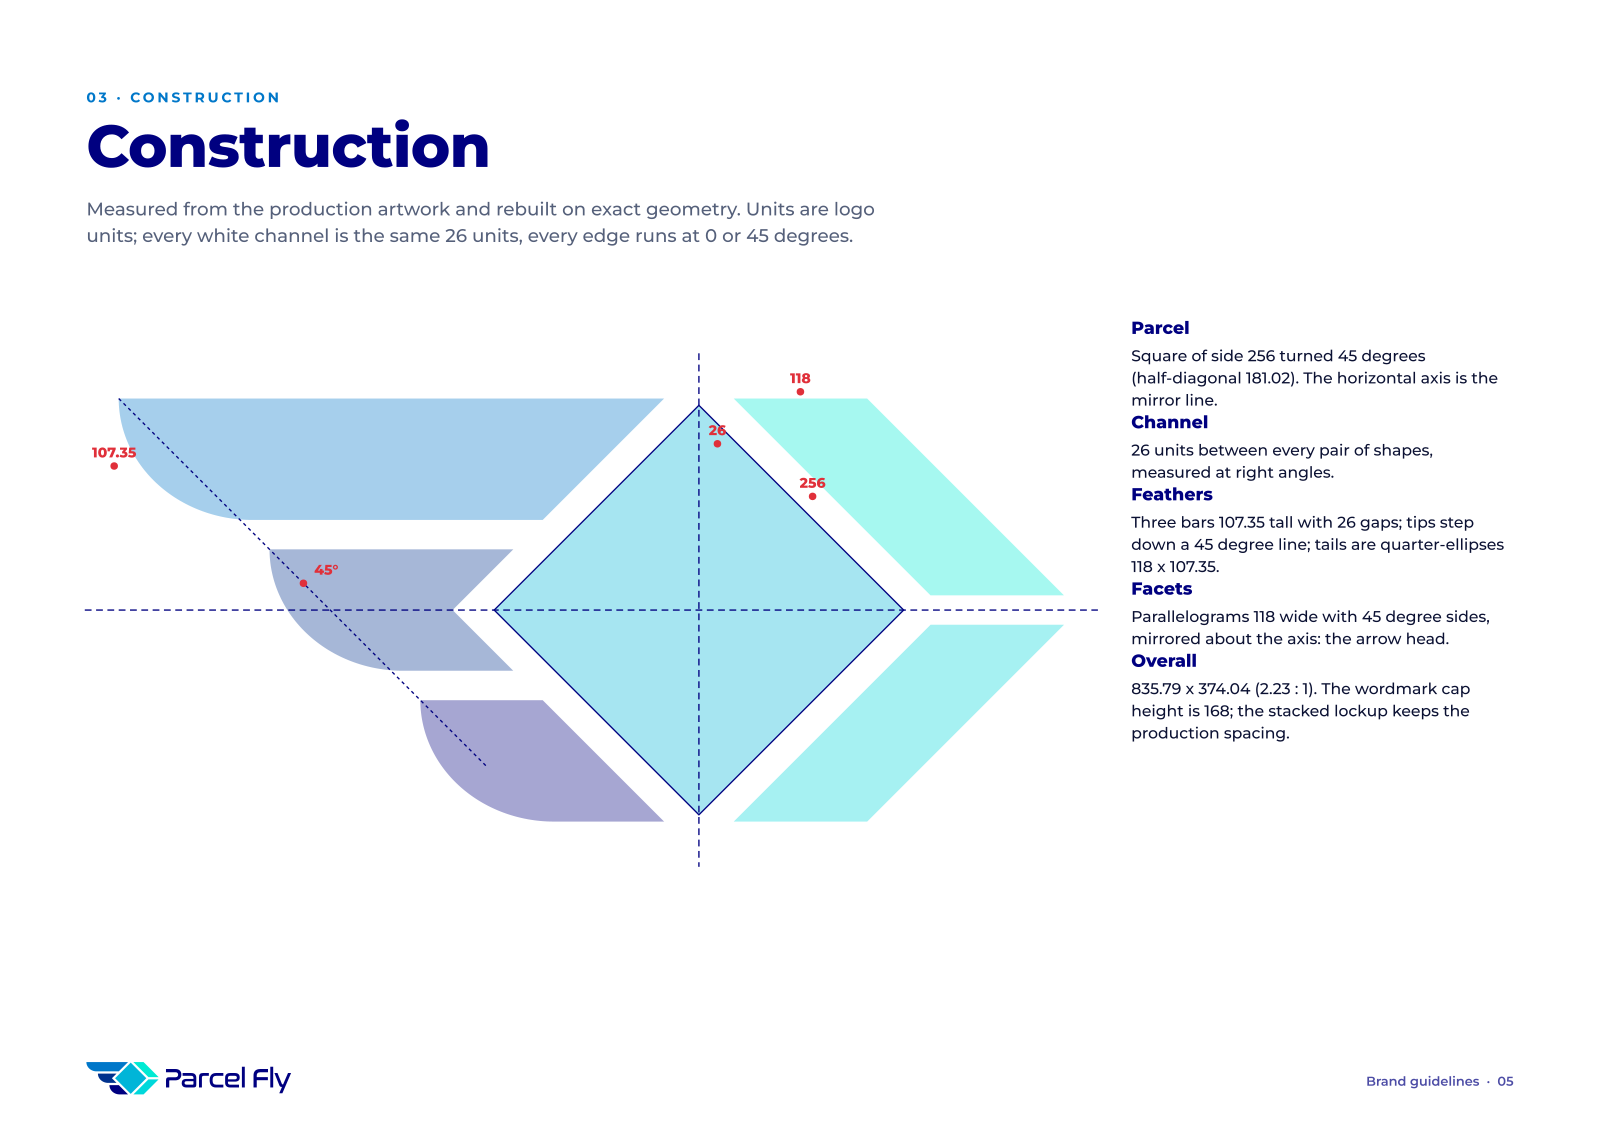 03 · CONSTRUCTION
Construction
Measured from the production artwork and rebuilt on exact geometry. Units are logo
units; every white channel is the same 26 units, every edge runs at 0 or 45 degrees.
118
26
107.35
256
45°
Parcel
Square of side 256 turned 45 degrees
(half-diagonal 181.02). The horizontal axis is the
mirror line.
Channel
26 units between every pair of shapes,
measured at right angles.
Feathers
Three bars 107.35 tall with 26 gaps; tips step
down a 45 degree line; tails are quarter-ellipses
118 x 107.35.
Facets
Parallelograms 118 wide with 45 degree sides,
mirrored about the axis: the arrow head.
Overall
835.79 x 374.04 (2.23 : 1). The wordmark cap
height is 168; the stacked lockup keeps the
production spacing.
Parcel Fly
Brand guidelines · 05